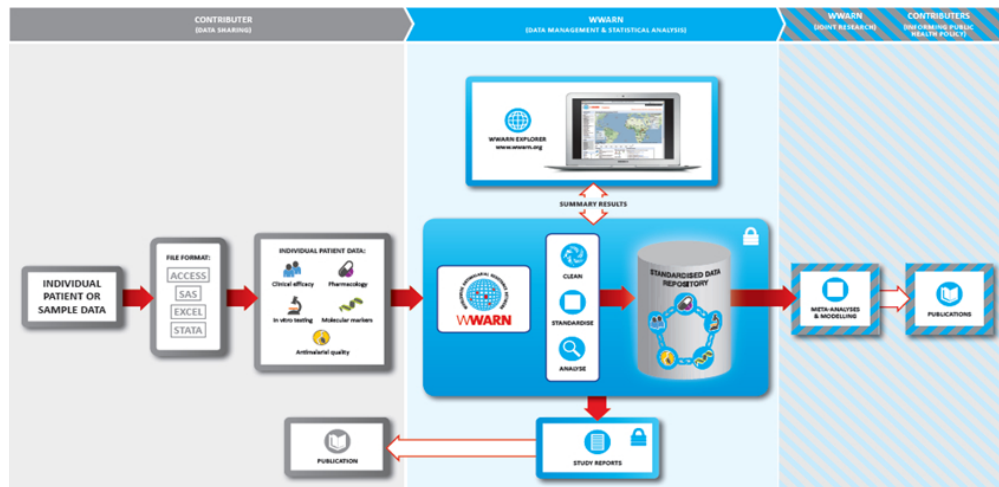 CONTRIBUTER
(DATA SHARING)
WWARN
(DATA MANAGEMENT & STATISTICAL ANALYSIS)
WWARN
(JOINT RESEARCH)
CONTRIBUTERS
(INFORMING PUBLIC
HEALTH POLICY)
WWARN EXPLORER
www.wwarn.org
SUMMARY RESULTS
INDIVIDUAL
PATIENT OR
SAMPLE DATA
FILE FORMAT:
ACCESS
SAS
EXCEL
STATA
INDIVIDUAL PATIENT DATA:
Clinical efficacy
Pharmacology
In vitro testing
Molecular markers
Antimalarial quality
WWARN
CLEAN
STANDARDISE
ANALYSE
STANDARDISED DATA
REPOSITORY
META-ANALYSES
& MODELLING
PUBLICATIONS
PUBLICATION
STUDY REPORTS